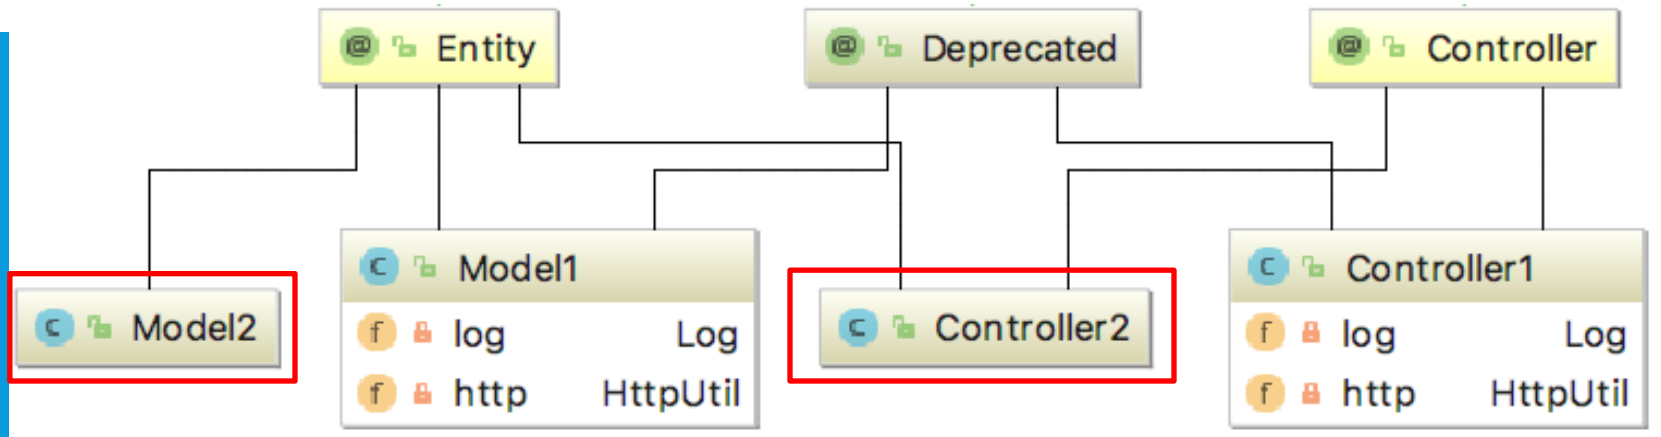 Entity
Deprecated
Controller
Model2
Model1
log Log
http HttpUtil
Controller2
Controller1
log Log
http HttpUtil